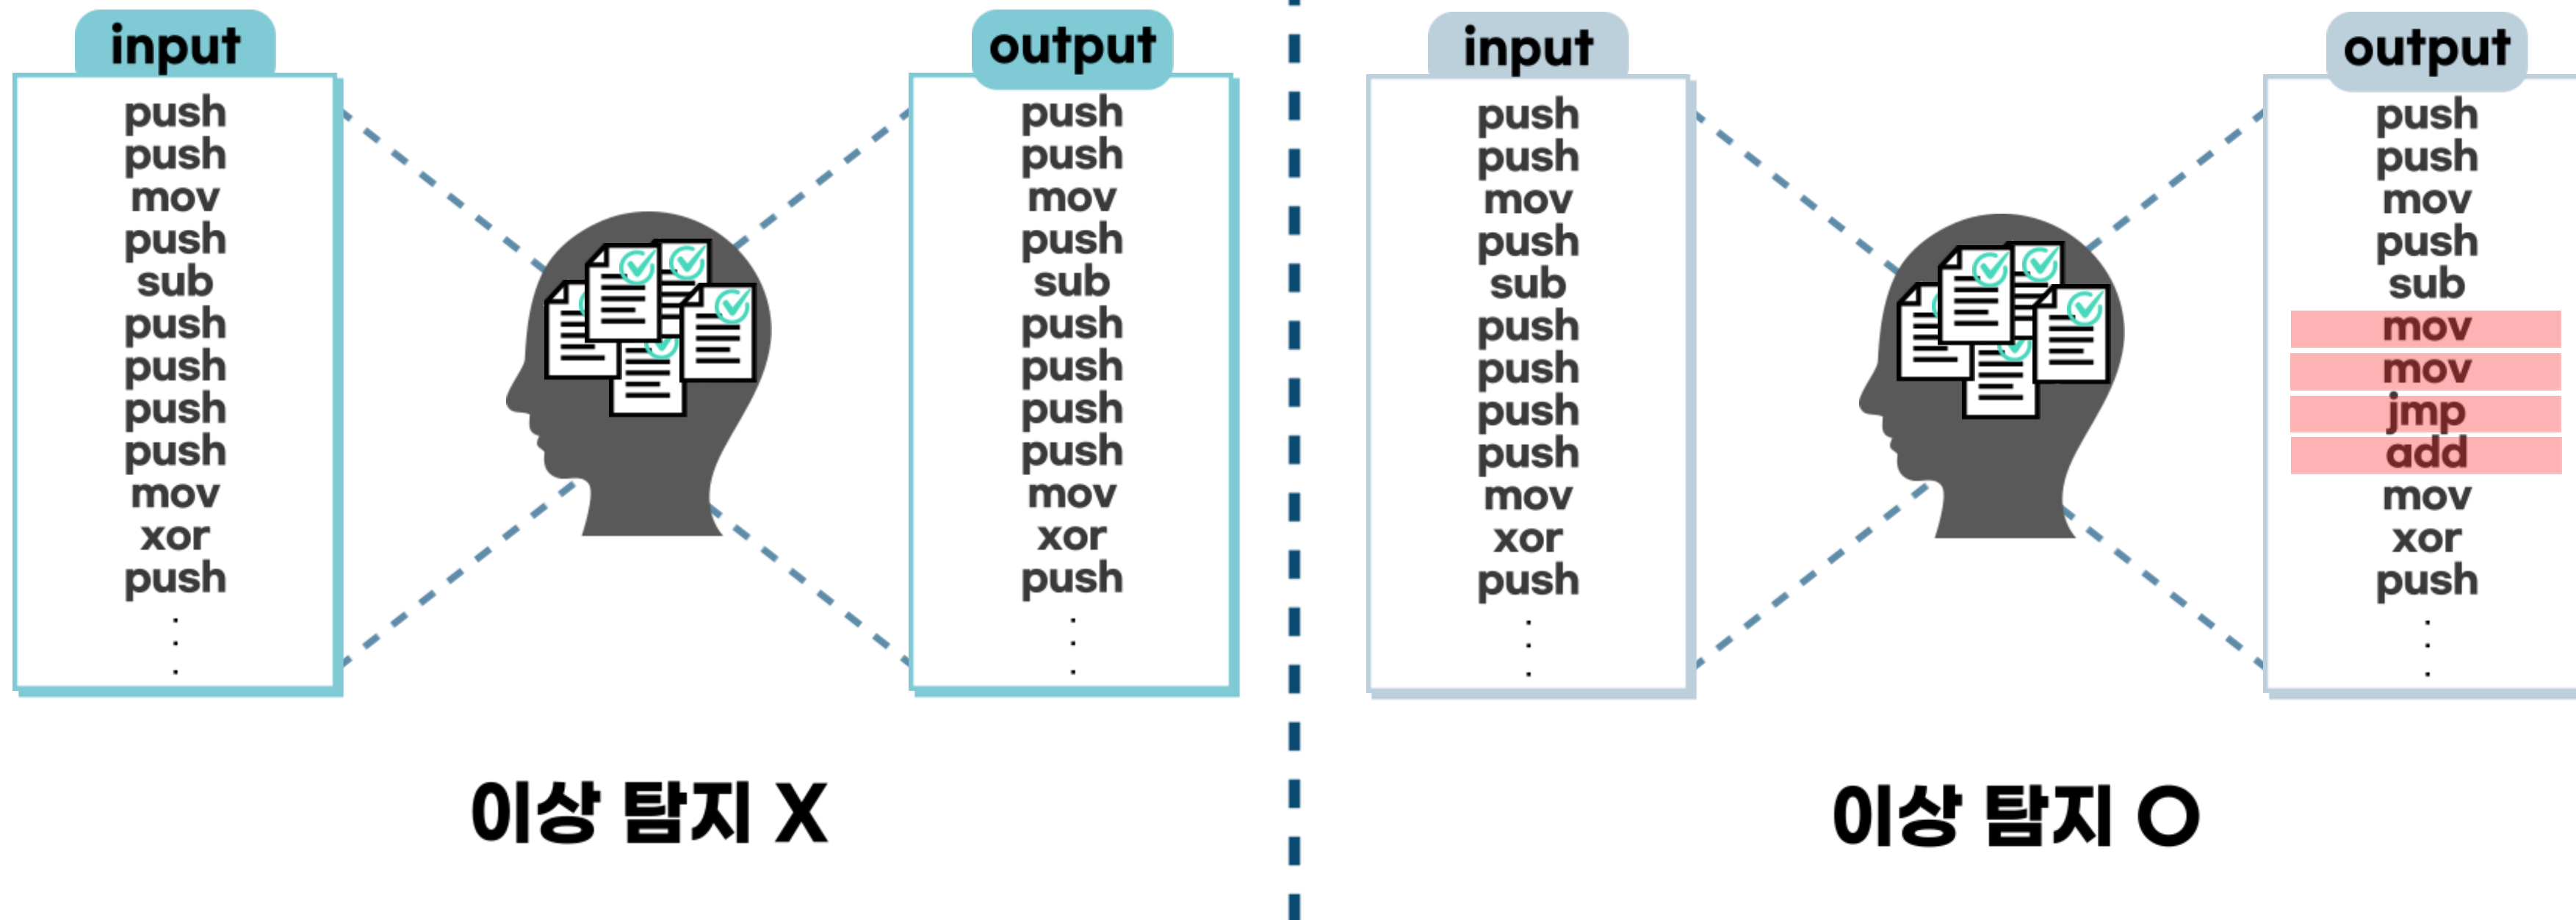 input
push
push
mov
push
sub
push
push
push
push
mov
xor
push
.
.
.
output
push
push
mov
push
sub
push
push
push
push
mov
xor
push
.
.
.
이상 탐지 X
input
push
push
mov
push
sub
push
push
push
push
mov
xor
push
.
.
.
output
push
push
mov
push
sub
mov
mov
jmp
add
mov
xor
push
.
.
.
이상 탐지 O